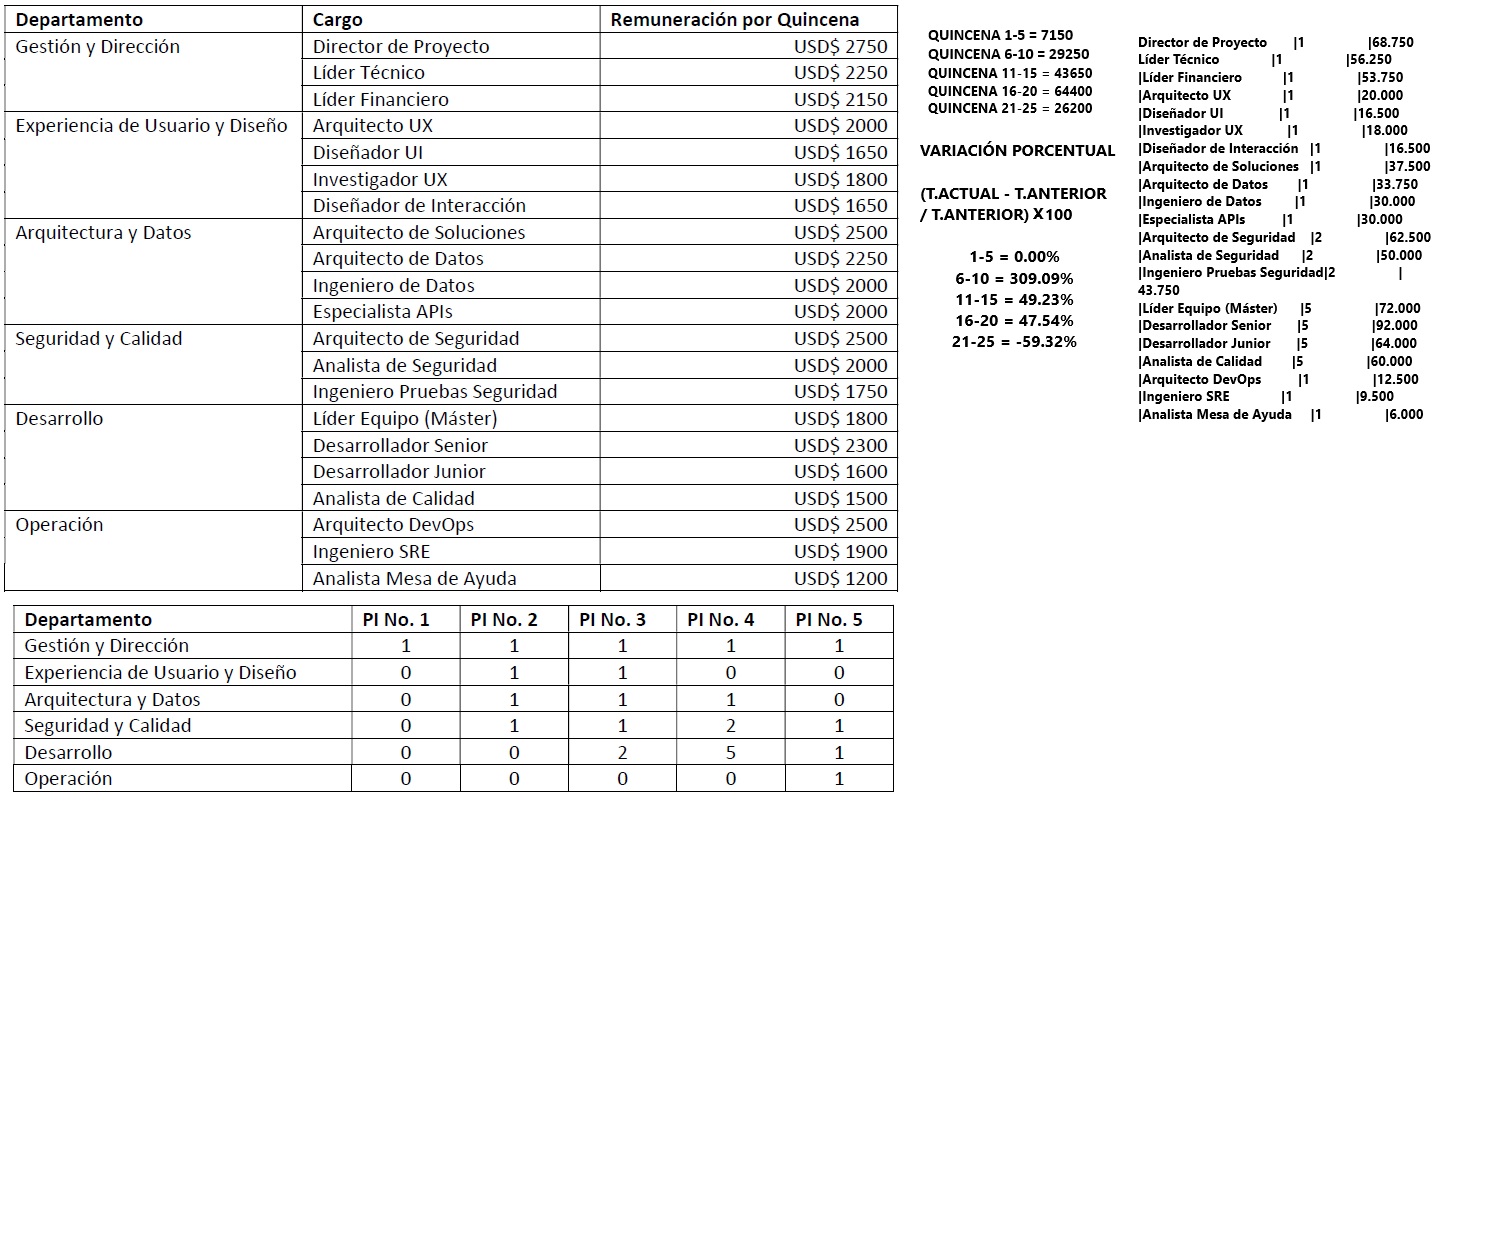 Departamento Cargo Remuneración por Quincena
Gestión y Dirección Director de Proyecto USD$ 2750
Líder Técnico USD$ 2250
Líder Financiero USD$ 2150
Experiencia de Usuario y Diseño Arquitecto UX USD$ 2000
Diseñador UI USD$ 1650
Investigador UX USD$ 1800
Diseñador de Interacción USD$ 1650
Arquitectura y Datos Arquitecto de Soluciones USD$ 2500
Arquitecto de Datos USD$ 2250
Ingeniero de Datos USD$ 2000
Especialista APIs USD$ 2000
Seguridad y Calidad Arquitecto de Seguridad USD$ 2500
Analista de Seguridad USD$ 2000
Ingeniero Pruebas Seguridad USD$ 1750
Desarrollo Líder Equipo (Máster) USD$ 1800
Desarrollador Senior USD$ 2300
Desarrollador Junior USD$ 1600
Analista de Calidad USD$ 1500
Operación Arquitecto DevOps USD$ 2500
Ingeniero SRE USD$ 1900
Analista Mesa de Ayuda USD$ 1200
Departamento PI No. 1 PI No. 2 PI No. 3 PI No. 4 PI No. 5
Gestión y Dirección 1 1 1 1 1
Experiencia de Usuario y Diseño 0 1 1 0 0
Arquitectura y Datos 0 1 1 1 0
Seguridad y Calidad 0 1 1 2 1
Desarrollo 0 0 2 5 1
Operación 0 0 0 0 1
QUINCENA 1-5 = 7150
QUINCENA 6-10 = 29250
QUINCENA 11-15 = 43650
QUINCENA 16-20 = 64400
QUINCENA 21-25 = 26200
VARIACIÓN PORCENTUAL
(T.ACTUAL - T.ANTERIOR
/ T.ANTERIOR) X 100
1-5 = 0.00%
6-10 = 309.09%
11-15 = 49.23%
16-20 = 47.54%
21-25 = -59.32%
Director de Proyecto |1 |68.750
Líder Técnico |1 |56.250
|Líder Financiero |1 |53.750
|Arquitecto UX |1 |20.000
|Diseñador UI |1 |16.500
|Investigador UX |1 |18.000
|Diseñador de Interacción |1 |16.500
|Arquitecto de Soluciones |1 |37.500
|Arquitecto de Datos |1 |33.750
|Ingeniero de Datos |1 |30.000
|Especialista APIs |1 |30.000
|Arquitecto de Seguridad |2 |62.500
|Analista de Seguridad |2 |50.000
|Ingeniero Pruebas Seguridad|2 |
43.750
|Líder Equipo (Máster) |5 |72.000
|Desarrollador Senior |5 |92.000
|Desarrollador Junior |5 |64.000
|Analista de Calidad |5 |60.000
|Arquitecto DevOps |1 |12.500
|Ingeniero SRE |1 |9.500
|Analista Mesa de Ayuda |1 |6.000